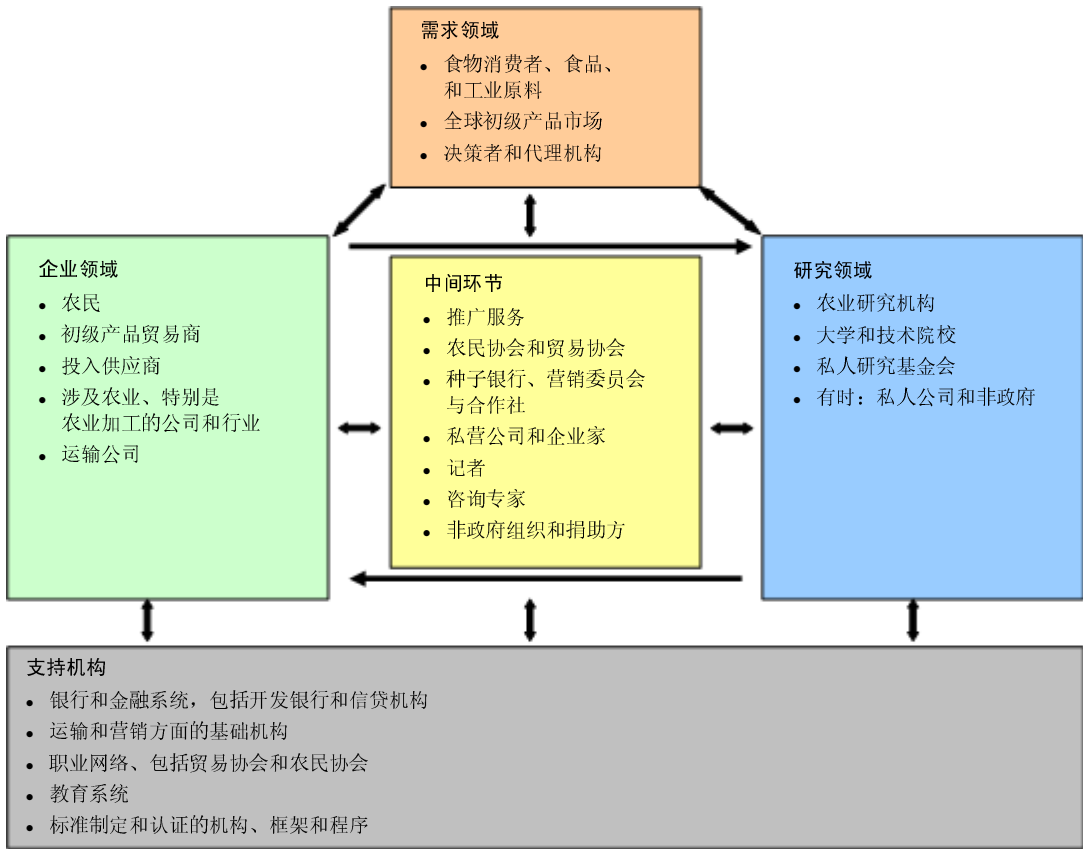 需求领域
• 食物消费者、食品、
和工业原料
• 全球初级产品市场
• 决策者和代理机构
企业领域
• 农民
• 初级产品贸易商
• 投入供应商
• 涉及农业、特别是
农业加工的公司和行业
• 运输公司
中间环节
• 推广服务
• 农民协会和贸易协会
• 种子银行、营销委员会
与合作社
• 私营公司和企业家
• 记者
• 咨询专家
• 非政府组织和捐助方
研究领域
• 农业研究机构
• 大学和技术院校
• 私人研究基金会
• 有时：私人公司和非政府
支持机构
• 银行和金融系统，包括开发银行和信贷机构
• 运输和营销方面的基础机构
• 职业网络、包括贸易协会和农民协会
• 教育系统
• 标准制定和认证的机构、框架和程序